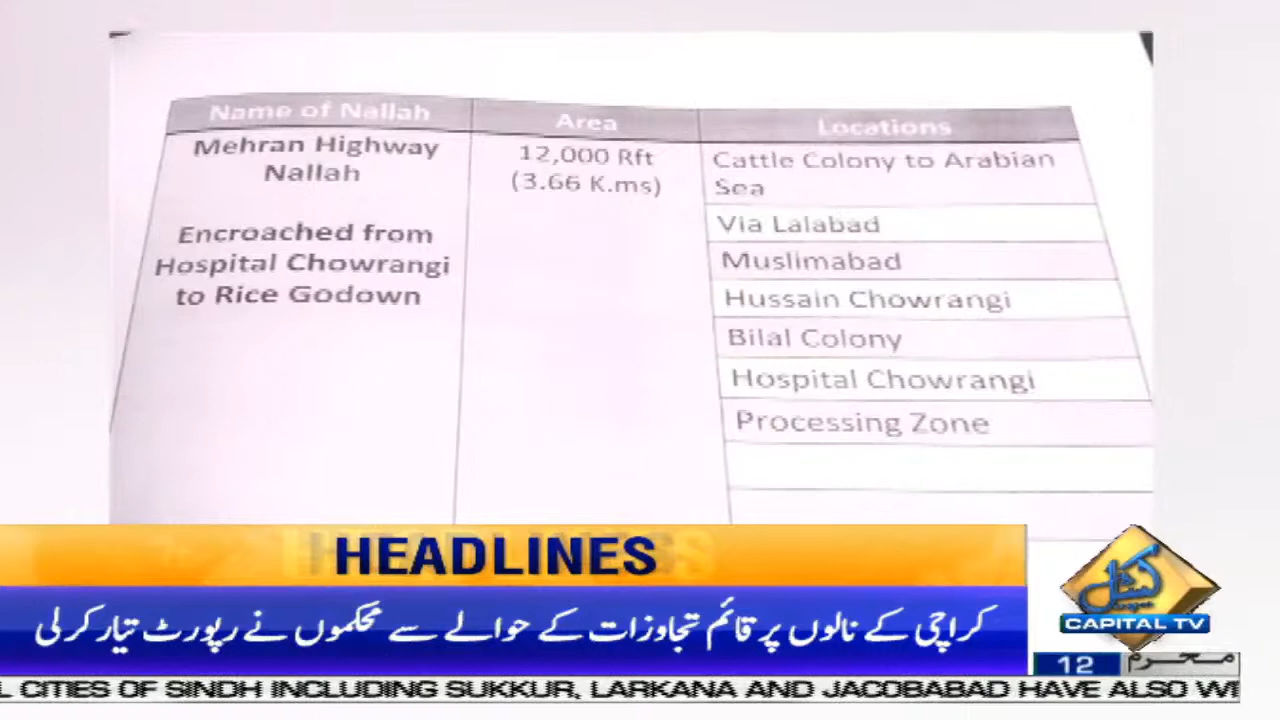 Name of Nallah
Area
Locations
Mehran Highway
Nallah
Encroached from
Hospital Chowrangi
to Rice Godown
12,000 Rft
(3.66 K.ms)
Cattle Colony to Arabian
Sea
Via Lalabad
Muslimabad
Hussain Chowrangi
Bilal Colony
Hospital Chowrangi
Processing Zone
HEADLINES
کراچی کے نالوں پر قائم تجاوزات کے حوالے سے محکموں نے رپورٹ تیار کر لی
کیپیٹل
CAPITAL TV
12 محرم
L CITIES OF SINDH INCLUDING SUKKUR, LARKANA AND JACOBABAD HAVE ALSO WI